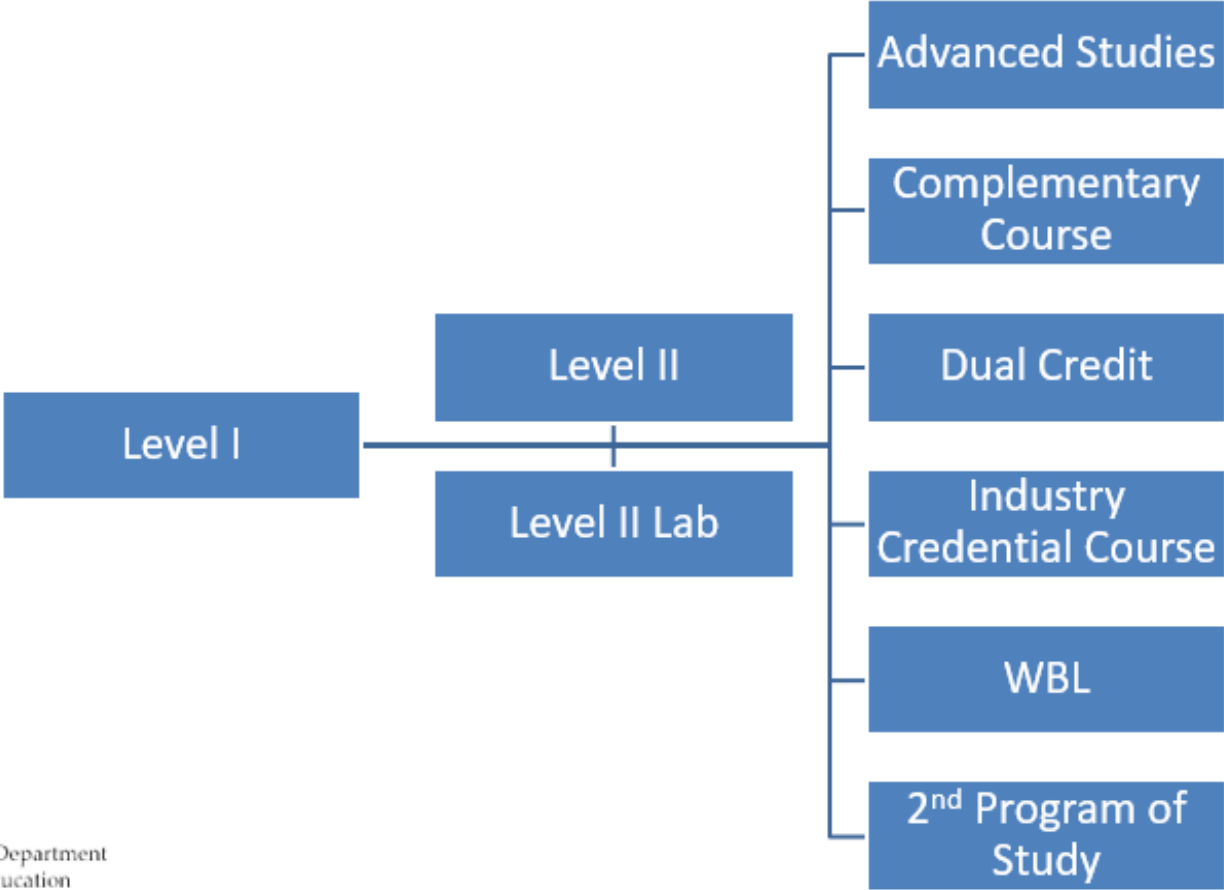 Level I
Level II
Level II Lab
Advanced Studies
Complementary
Course
Dual Credit
Industry
Credential Course
WBL
2nd Program of
Study
Department